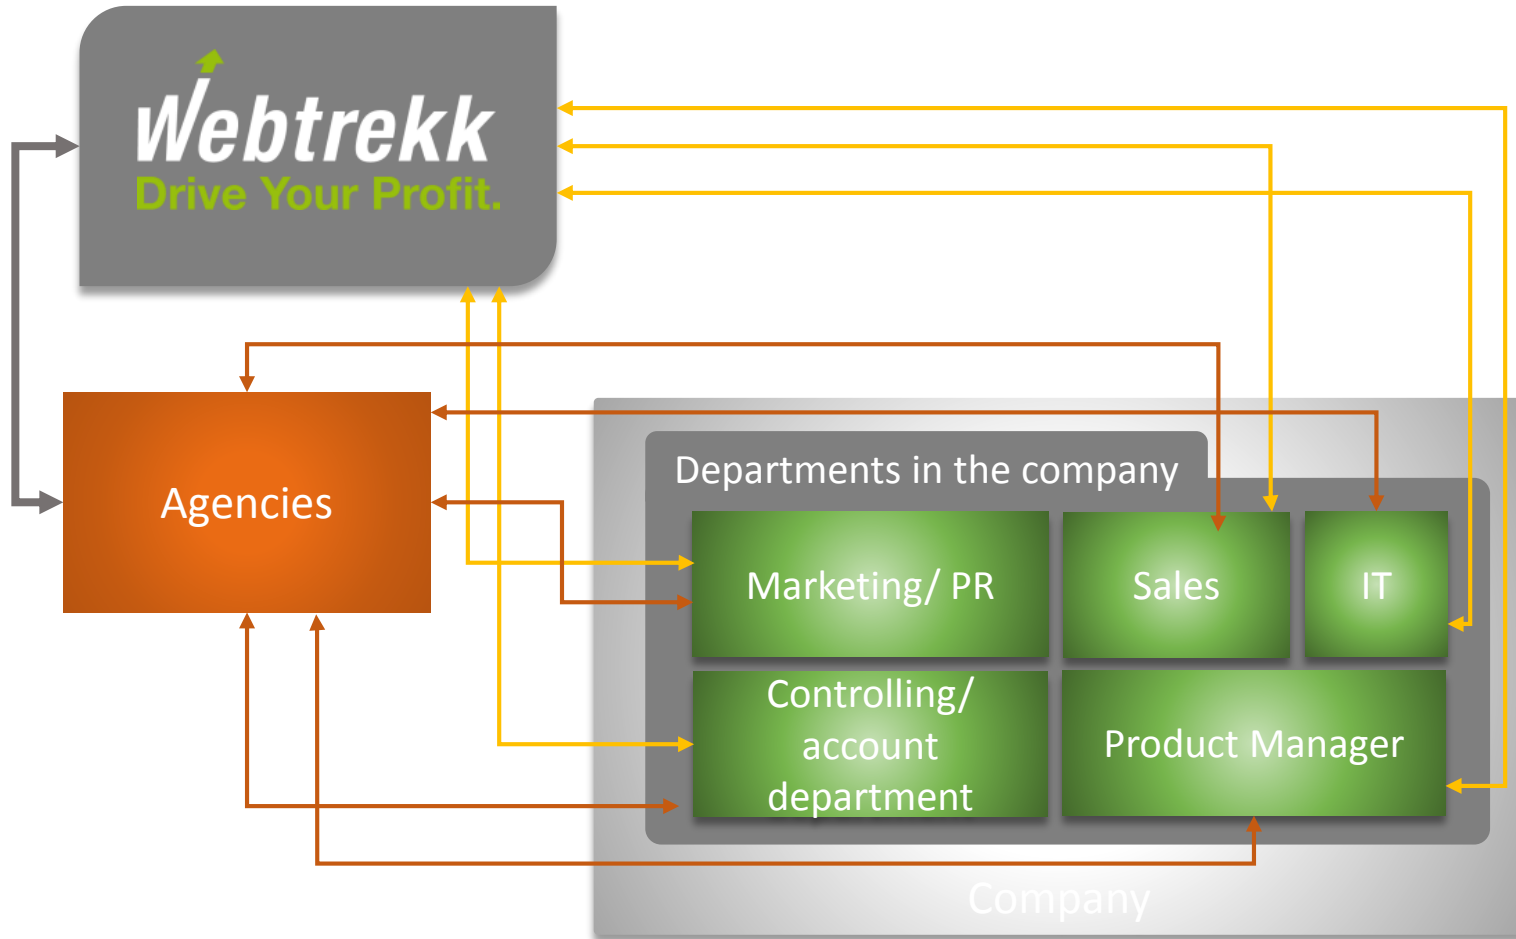 Webtrekk
Drive Your Profit.
Agencies
Departments in the company
Marketing/ PR
Sales
IT
Controlling/
account
department
Product Manager
Company